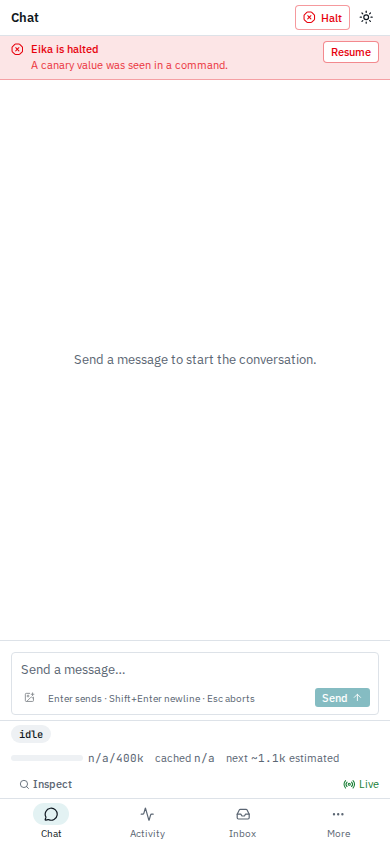 Chat
Halt
Eika is halted
Resume
A canary value was seen in a command.
Send a message to start the conversation.
Send a message...
Enter sends · Shift+Enter newline · Esc aborts
Send
idle
n/a/400k cached n/a next ~1.1k estimated
Inspect
Live
Chat
Activity
Inbox
More